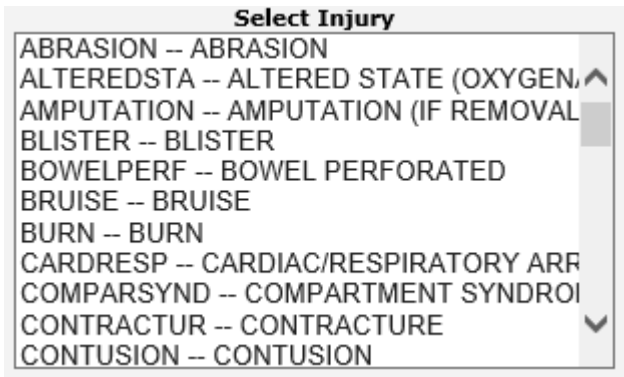 Select Injury
ABRASION -- ABRASION
ALTEREDSTA -- ALTERED STATE (OXYGEN
AMPUTATION -- AMPUTATION (IF REMOVAL
BLISTER -- BLISTER
BOWELPERF -- BOWEL PERFORATED
BRUISE -- BRUISE
BURN -- BURN
CARDRESP -- CARDIAC/RESPIRATORY ARR
COMPARSYND -- COMPARTMENT SYNDRO
CONTRACTUR -- CONTRACTURE
CONTUSION -- CONTUSION